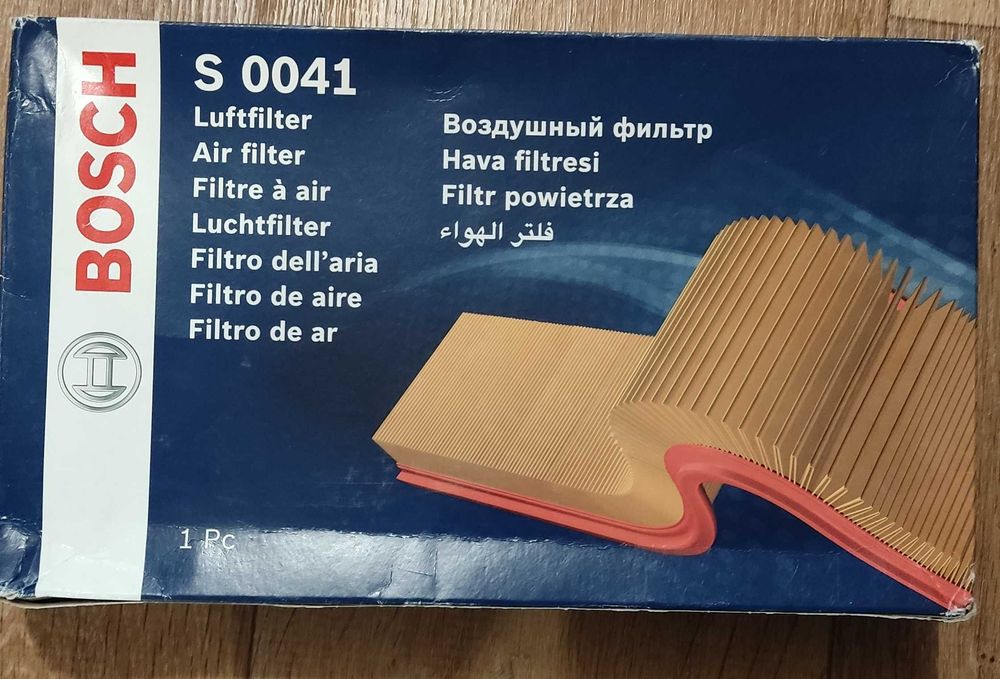 BOSCH
S 0041
Luftfilter
Air filter
Filtre à air
Luchtfilter
Filtro dell'aria
Filtro de aire
Filtro de ar
Воздушный фильтр
Hava filtresi
Filtr powietrza
فلتر الهواء
1 Pc